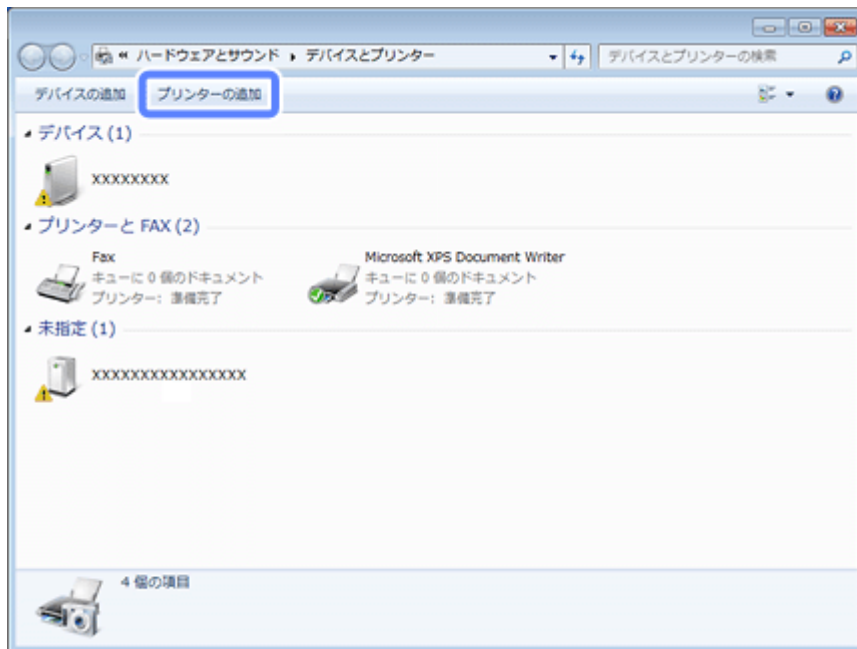 « ハードウェアとサウンド ▸ デバイスとプリンター
デバイスとプリンターの検索
デバイスの追加 プリンターの追加
デバイス (1)
XXXXXXXX
プリンターと FAX (2)
Fax
キューに 0 個のドキュメント
プリンター: 準備完了
Microsoft XPS Document Writer
キューに 0 個のドキュメント
プリンター: 準備完了
未指定 (1)
XXXXXXXXXXXXXXXX
4 個の項目